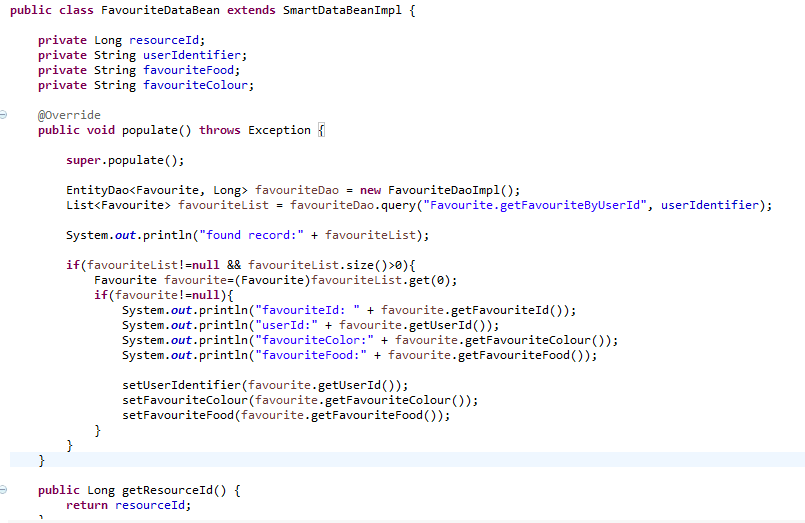 public class FavouriteDataBean extends SmartDataBeanImpl {
private Long resourceId;
private String userIdentifier;
private String favouriteFood;
private String favouriteColour;
@Override
public void populate() throws Exception {
super.populate();
EntityDao<Favourite, Long> favouriteDao = new FavouriteDaoImpl();
List<Favourite> favouriteList = favouriteDao.query("Favourite.getFavouriteByUserId", userIdentifier);
System.out.println("found record:" + favouriteList);
if(favouriteList!=null && favouriteList.size()>0){
Favourite favourite=(Favourite)favouriteList.get(0);
if(favourite!=null){
System.out.println("favouriteId: " + favourite.getFavouriteId());
System.out.println("userId:" + favourite.getUserId());
System.out.println("favouriteColor:" + favourite.getFavouriteColour());
System.out.println("favouriteFood:" + favourite.getFavouriteFood());
setUserIdentifier(favourite.getUserId());
setFavouriteColour(favourite.getFavouriteColour());
setFavouriteFood(favourite.getFavouriteFood());
}
}
}
public Long getResourceId() {
return resourceId;
}